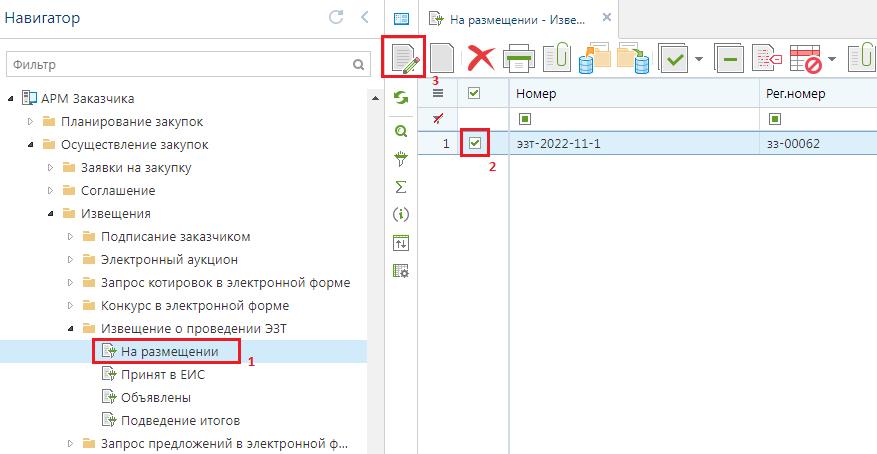 Навигатор
На размещении - Изве...
Фильтр
3
Номер
Рег.номер
АРМ Заказчика
Планирование закупок
Осуществление закупок
1
эзт-2022-11-1
зз-00062
2
Заявки на закупку
Соглашение
Извещения
Подписание заказчиком
Электронный аукцион
Запрос котировок в электронной форме
Конкурс в электронной форме
Извещение о проведении ЭЗТ
На размещении
1
Принят в ЕИС
Объявлены
Подведение итогов
Запрос предложений в электронной ф...